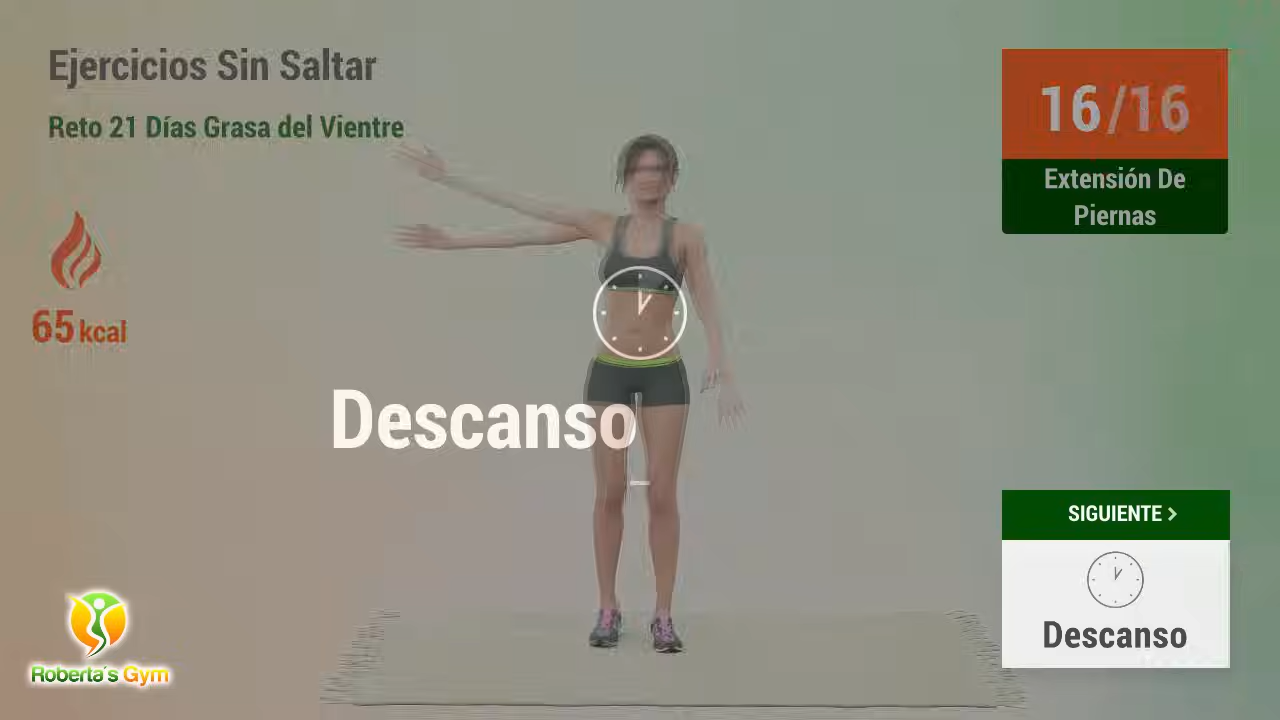 Ejercicios Sin Saltar
Reto 21 Días Grasa del Vientre
16/16
Extensión De
Piernas
65 kcal
Descanso
SIGUIENTE >
Descanso
Roberta´s Gym